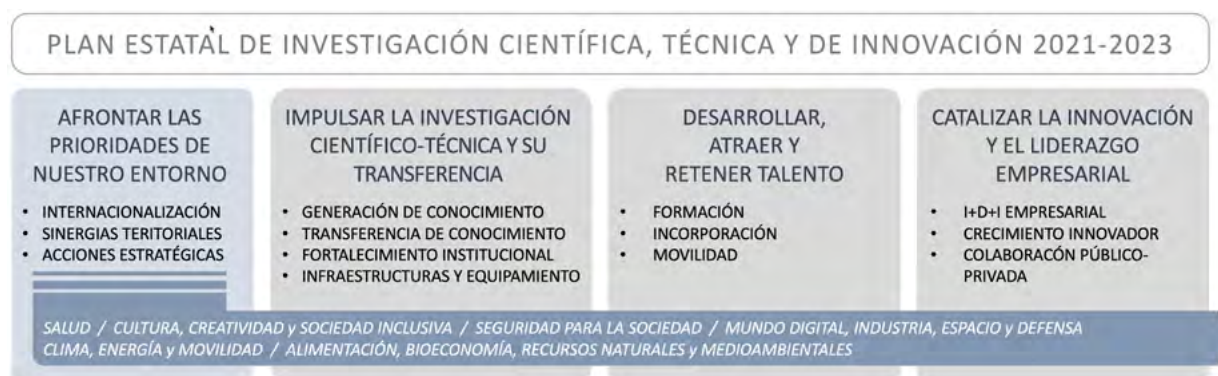 PLAN ESTATAL DE INVESTIGACIÓN CIENTÍFICA, TÉCNICA Y DE INNOVACIÓN 2021-2023
AFRONTAR LAS
PRIORIDADES DE
NUESTRO ENTORNO
• INTERNACIONALIZACIÓN
• SINERGIAS TERITORIALES
• ACCIONES ESTRATÉGICAS
IMPULSAR LA INVESTIGACIÓN
CIENTÍFICO-TÉCNICA Y SU
TRANSFERENCIA
• GENERACIÓN DE CONOCIMIENTO
• TRANSFERENCIA DE CONOCIMIENTO
• FORTALECIMIENTO INSTITUCIONAL
• INFRAESTRUCTURAS Y EQUIPAMIENTO
DESARROLLAR,
ATRAER Y
RETENER TALENTO
• FORMACIÓN
• INCORPORACIÓN
• MOVILIDAD
CATALIZAR LA INNOVACIÓN
Y EL LIDERAZGO
EMPRESARIAL
• I+D+I EMPRESARIAL
• CRECIMIENTO INNOVADOR
• COLABORACÓN PÚBLICO-
PRIVADA
SALUD / CULTURA, CREATIVIDAD y SOCIEDAD INCLUSIVA / SEGURIDAD PARA LA SOCIEDAD / MUNDO DIGITAL, INDUSTRIA, ESPACIO y DEFENSA
CLIMA, ENERGÍA y MOVILIDAD / ALIMENTACIÓN, BIOECONOMÍA, RECURSOS NATURALES y MEDIOAMBIENTALES